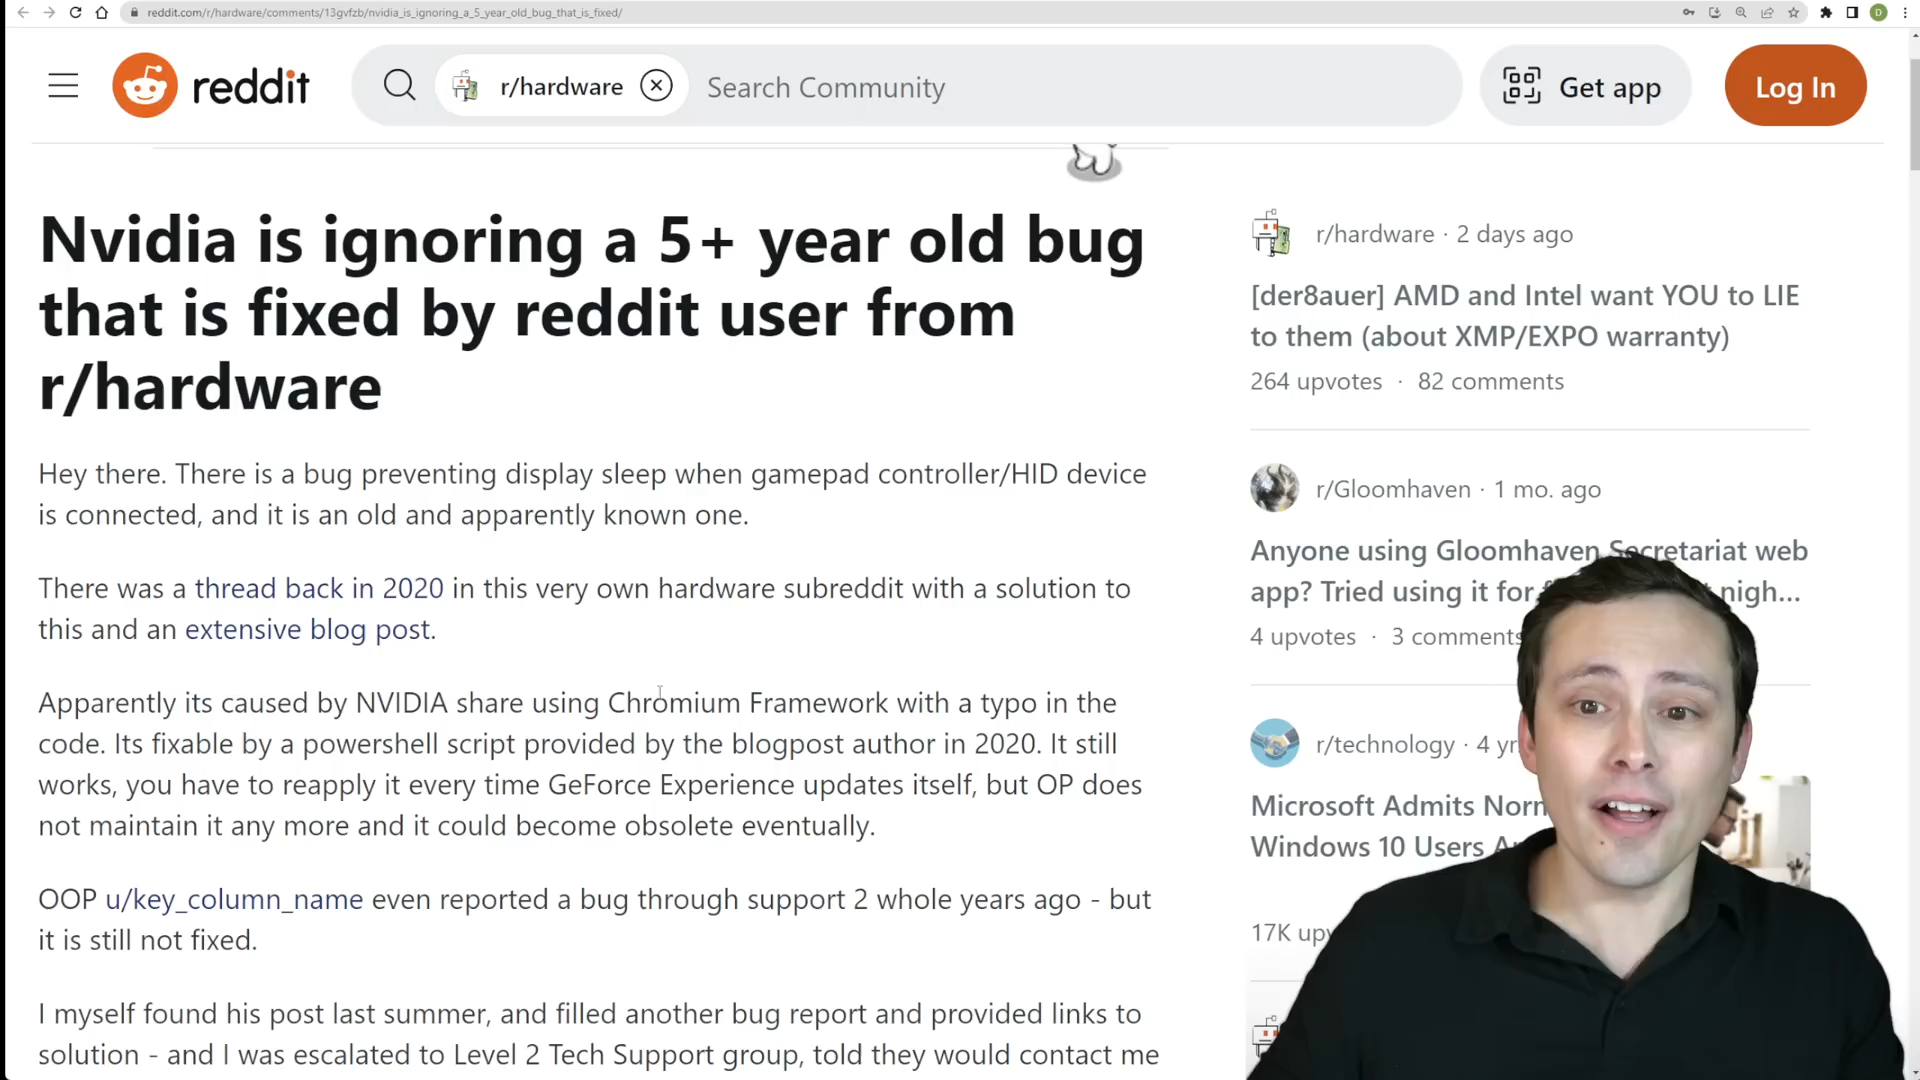 reddit.com/r/hardware/comments/13gvfzb/nvidia_is_ignoring_a_5_year_old_bug_that_is_fixed/
D
reddit
r/hardware
Search Community
Get app
Log In
Nvidia is ignoring a 5+ year old bug
that is fixed by reddit user from
r/hardware
Hey there. There is a bug preventing display sleep when gamepad controller/HID device
is connected, and it is an old and apparently known one.
There was a thread back in 2020 in this very own hardware subreddit with a solution to
this and an extensive blog post.
Apparently its caused by NVIDIA share using Chromium Framework with a typo in the
code. Its fixable by a powershell script provided by the blogpost author in 2020. It still
works, you have to reapply it every time GeForce Experience updates itself, but OP does
not maintain it any more and it could become obsolete eventually.
OOP u/key_column_name even reported a bug through support 2 whole years ago - but
it is still not fixed.
I myself found his post last summer, and filled another bug report and provided links to
solution - and I was escalated to Level 2 Tech Support group, told they would contact me
r/hardware · 2 days ago
[der8auer] AMD and Intel want YOU to LIE
to them (about XMP/EXPO warranty)
264 upvotes · 82 comments
r/Gloomhaven · 1 mo. ago
Anyone using Gloomhaven Secretariat web
app? Tried using it for nigh...
4 upvotes · 3 comments
r/technology · 4 yr
Microsoft Admits
Windows 10 Users
17K